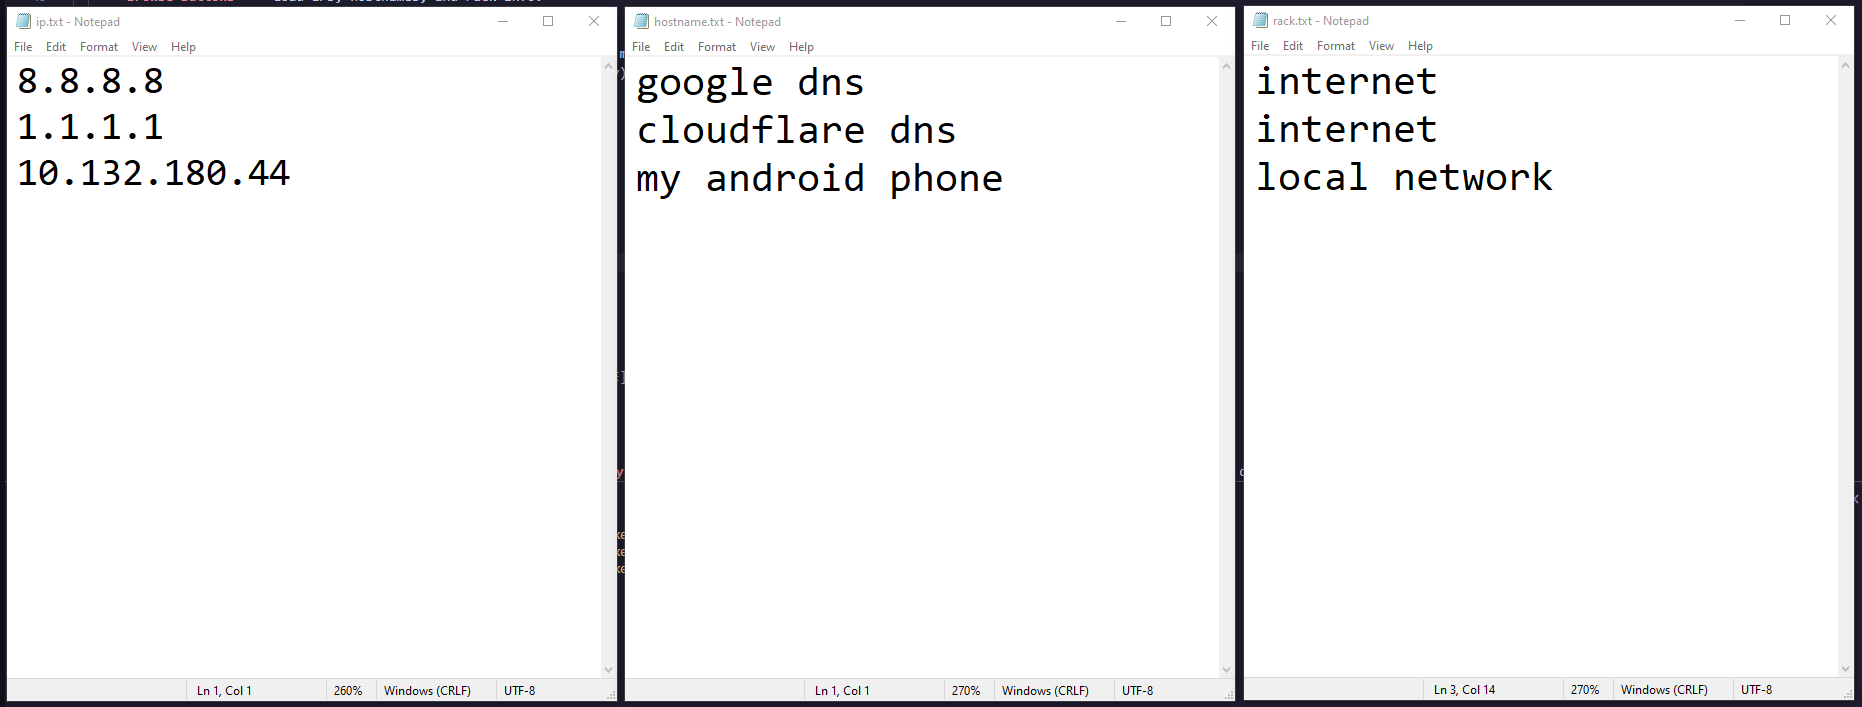 ip.txt - Notepad
File Edit Format View Help
8.8.8.8
1.1.1.1
10.132.180.44
Ln 1, Col 1 260% Windows (CRLF) UTF-8
hostname.txt - Notepad
File Edit Format View Help
google dns
cloudflare dns
my android phone
Ln 1, Col 1 270% Windows (CRLF) UTF-8
rack.txt - Notepad
File Edit Format View Help
internet
internet
local network
Ln 3, Col 14 270% Windows (CRLF) UTF-8